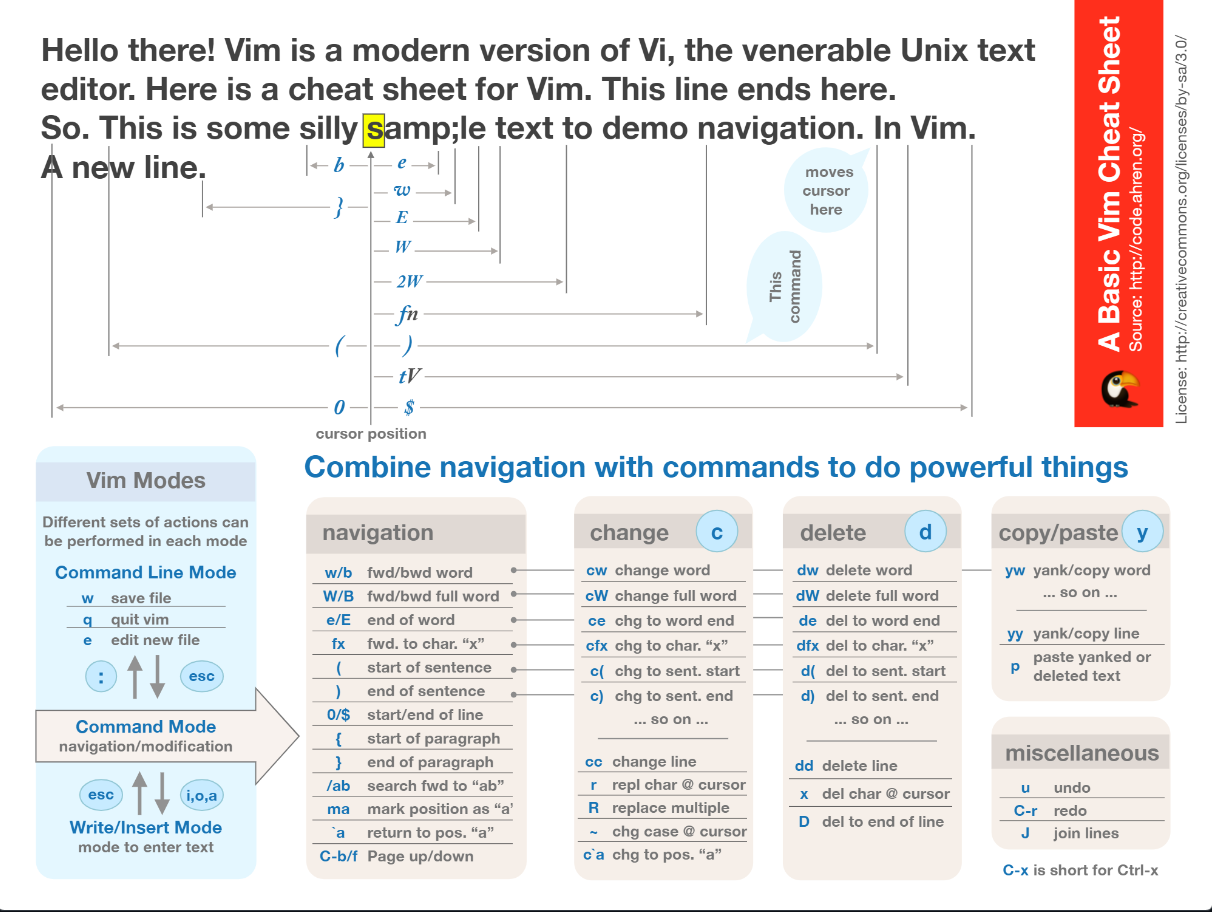 Hello there! Vim is a modern version of Vi, the venerable Unix text
editor. Here is a cheat sheet for Vim. This line ends here.
So. This is some silly samp;le text to demo navigation. In Vim.
A new line.
b e
w
}
E
W
2W
fn
( )
tV
0 $
cursor position
moves
cursor
here
This
command
A Basic Vim Cheat Sheet
Source: http://code.ahren.org/
License: http://creativecommons.org/licenses/by-sa/3.0/
Vim Modes
Different sets of actions can
be performed in each mode
Command Line Mode
w save file
q quit vim
e edit new file
: esc
Command Mode
navigation/modification
esc i,o,a
Write/Insert Mode
mode to enter text
Combine navigation with commands to do powerful things
navigation
w/b fwd/bwd word
W/B fwd/bwd full word
e/E end of word
fx fwd. to char. “x”
( start of sentence
) end of sentence
0/$ start/end of line
{ start of paragraph
} end of paragraph
/ab search fwd to “ab”
ma mark position as “a’
`a return to pos. “a”
C-b/f Page up/down
change c
cw change word
cW change full word
ce chg to word end
cfx chg to char. “x”
c( chg to sent. start
c) chg to sent. end
... so on ...
cc change line
r repl char @ cursor
R replace multiple
~ chg case @ cursor
c`a chg to pos. “a”
delete d
dw delete word
dW delete full word
de del to word end
dfx del to char. “x”
d( del to sent. start
d) del to sent. end
... so on ...
dd delete line
x del char @ cursor
D del to end of line
copy/paste y
yw yank/copy word
... so on ...
yy yank/copy line
p paste yanked or
deleted text
miscellaneous
u undo
C-r redo
J join lines
C-x is short for Ctrl-x